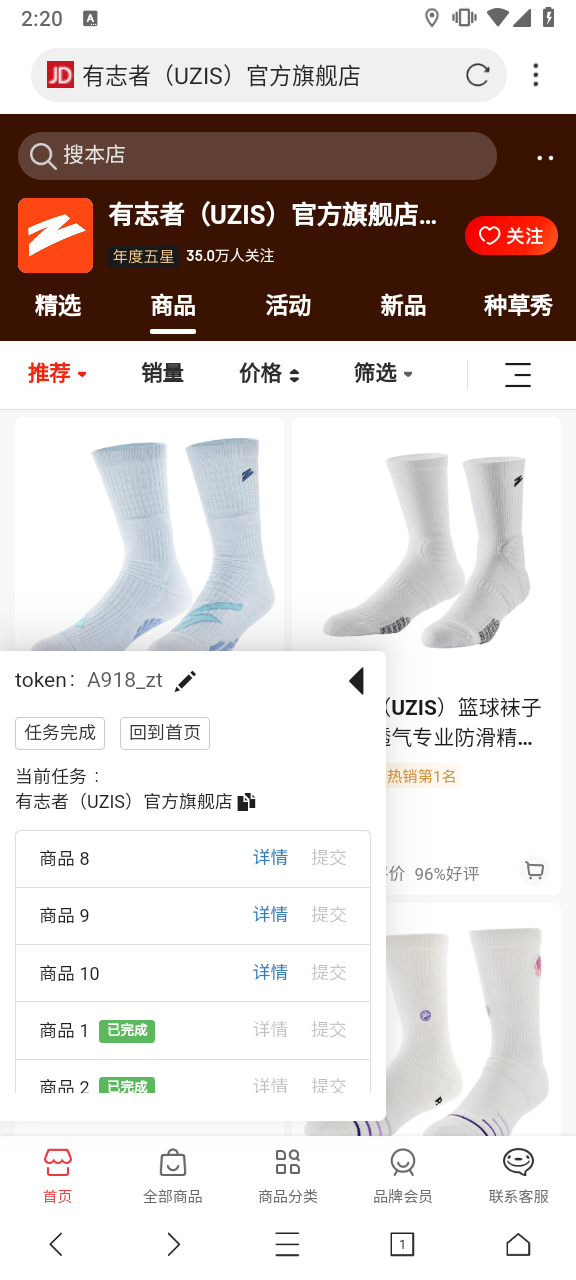 2:20
A
JD 有志者（UZIS）官方旗舰店
搜本店
有志者（UZIS）官方旗舰店...
年度五星 35.0万人关注
关注
精选 商品 活动 新品 种草秀
推荐 销量 价格 筛选
（UZIS）篮球袜子
透气专业防滑精...
热销第1名
价 96%好评
token： A918_zt
任务完成 回到首页
当前任务：
有志者（UZIS）官方旗舰店
商品 8 详情 提交
商品 9 详情 提交
商品 10 详情 提交
商品 1 已完成 详情 提交
商品 2 已完成 详情 提交
首页 全部商品 商品分类 品牌会员 联系客服
1